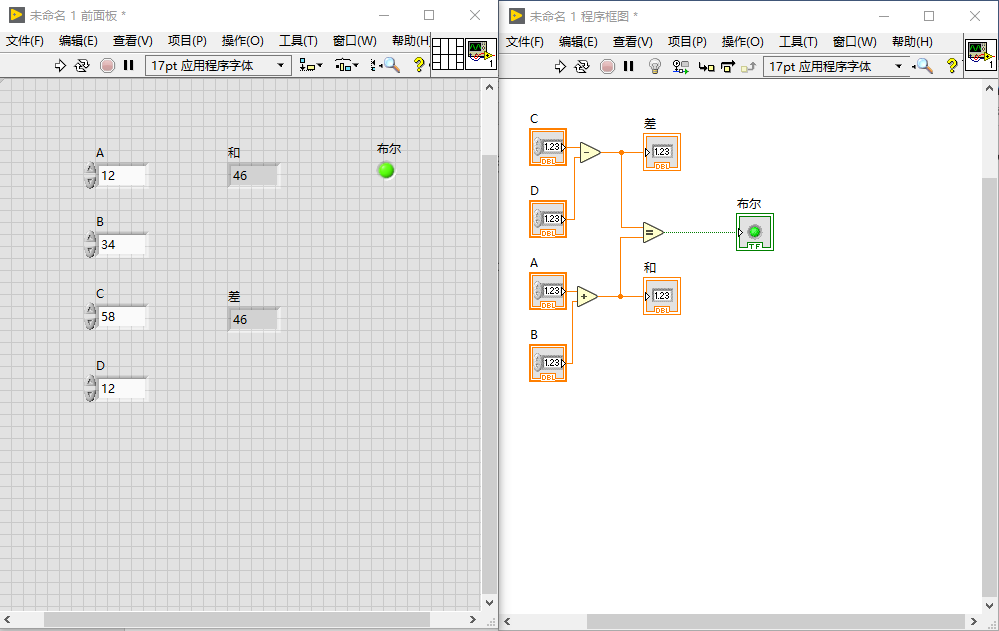 未命名 1 前面板 *
文件(F) 编辑(E) 查看(V) 项目(P) 操作(O) 工具(T) 窗口(W) 帮助(H
17pt 应用程序字体
?
1
A
12
和
46
布尔
B
34
C
58
差
46
D
12
未命名 1 程序框图 *
文件(F) 编辑(E) 查看(V) 项目(P) 操作(O) 工具(T) 窗口(W) 帮助(H)
17pt 应用程序字体
?
1
C
1.23
DBL
-
差
1.23
DBL
D
1.23
DBL
布尔
=
TF
A
1.23
DBL
+
和
1.23
DBL
B
1.23
DBL